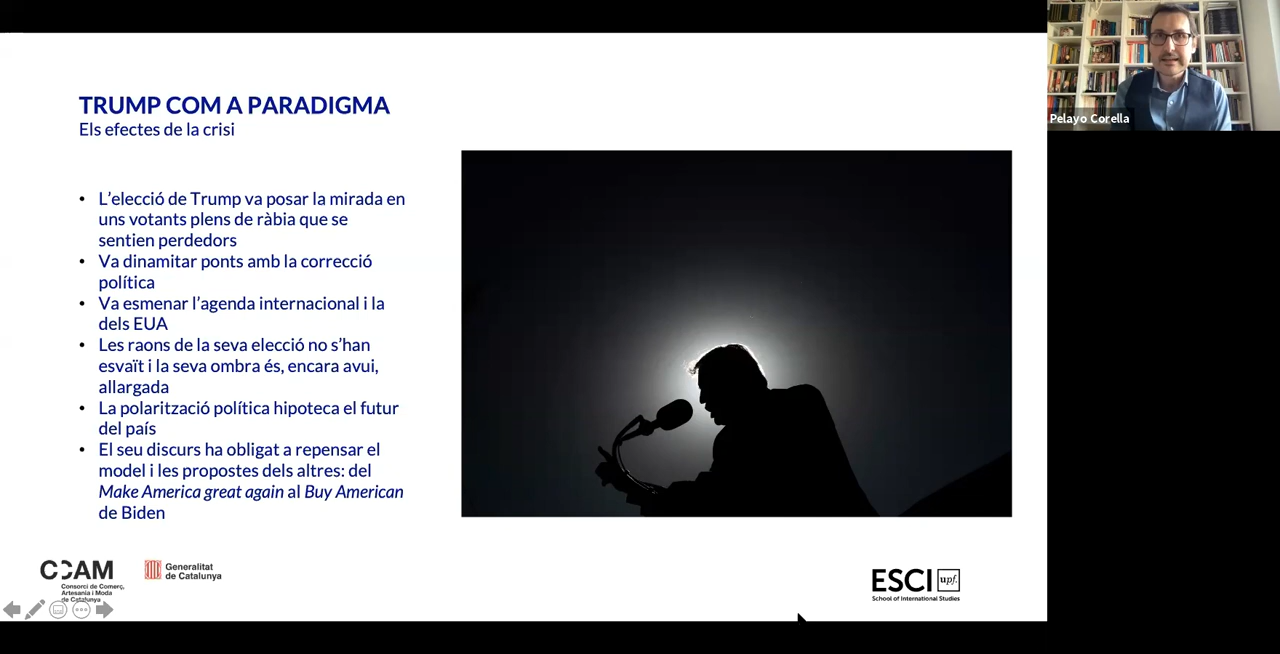 TRUMP COM A PARADIGMA
Els efectes de la crisi
• L’elecció de Trump va posar la mirada en
uns votants plens de ràbia que se
sentien perdedors
• Va dinamitar ponts amb la correcció
política
• Va esmenar l’agenda internacional i la
dels EUA
• Les raons de la seva elecció no s’han
esvaït i la seva ombra és, encara avui,
allargada
• La polarització política hipoteca el futur
del país
• El seu discurs ha obligat a repensar el
model i les propostes dels altres: del
Make America great again al Buy American
de Biden
CCAM
Consorci de Comerç,
Artesania i Moda
de Catalunya
Generalitat
de Catalunya
ESCI upf.
School of International Studies
Pelayo Corella